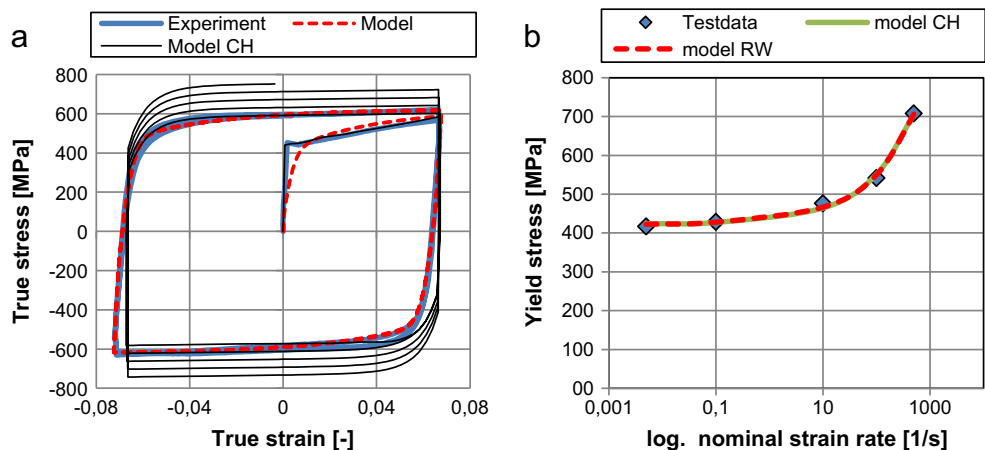 a
Experiment
Model
Model CH
800
600
400
200
0
-200
-400
-600
-800
-0,08
-0,04
0
0,04
0,08
True stress [MPa]
True strain [-]
b
Testdata
model CH
model RW
800
700
600
500
400
300
200
100
00
0,001
0,1
10
1000
Yield stress [MPa]
log. nominal strain rate [1/s]